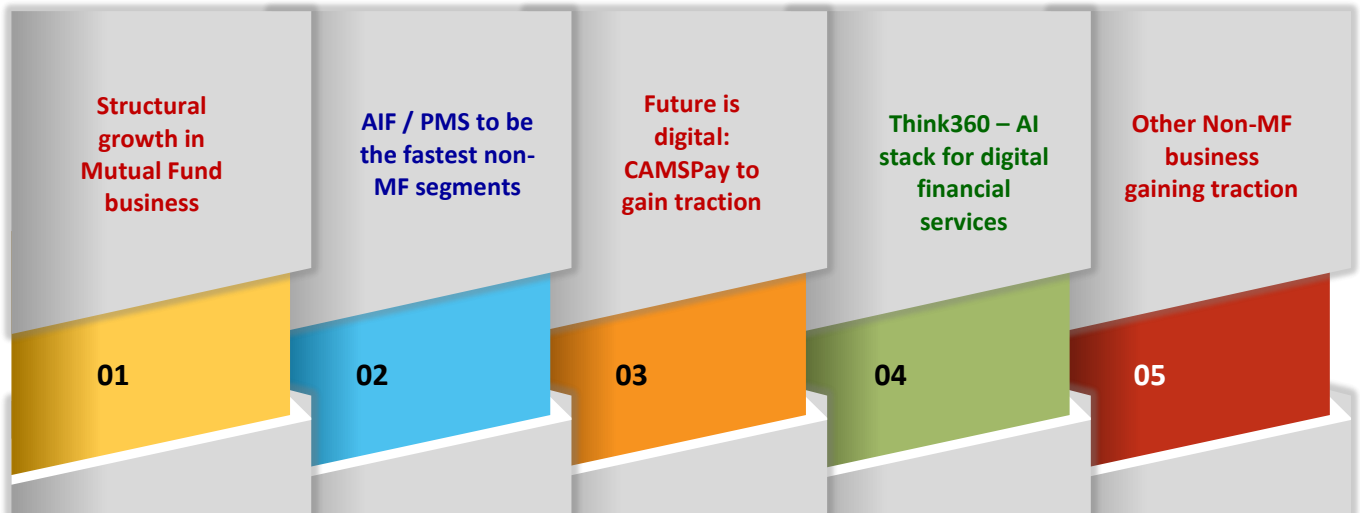 Structural
growth in
Mutual Fund
business
01
AIF / PMS to be
the fastest non-
MF segments
02
Future is
digital:
CAMSPay to
gain traction
03
Think360 – AI
stack for digital
financial
services
04
Other Non-MF
business
gaining traction
05